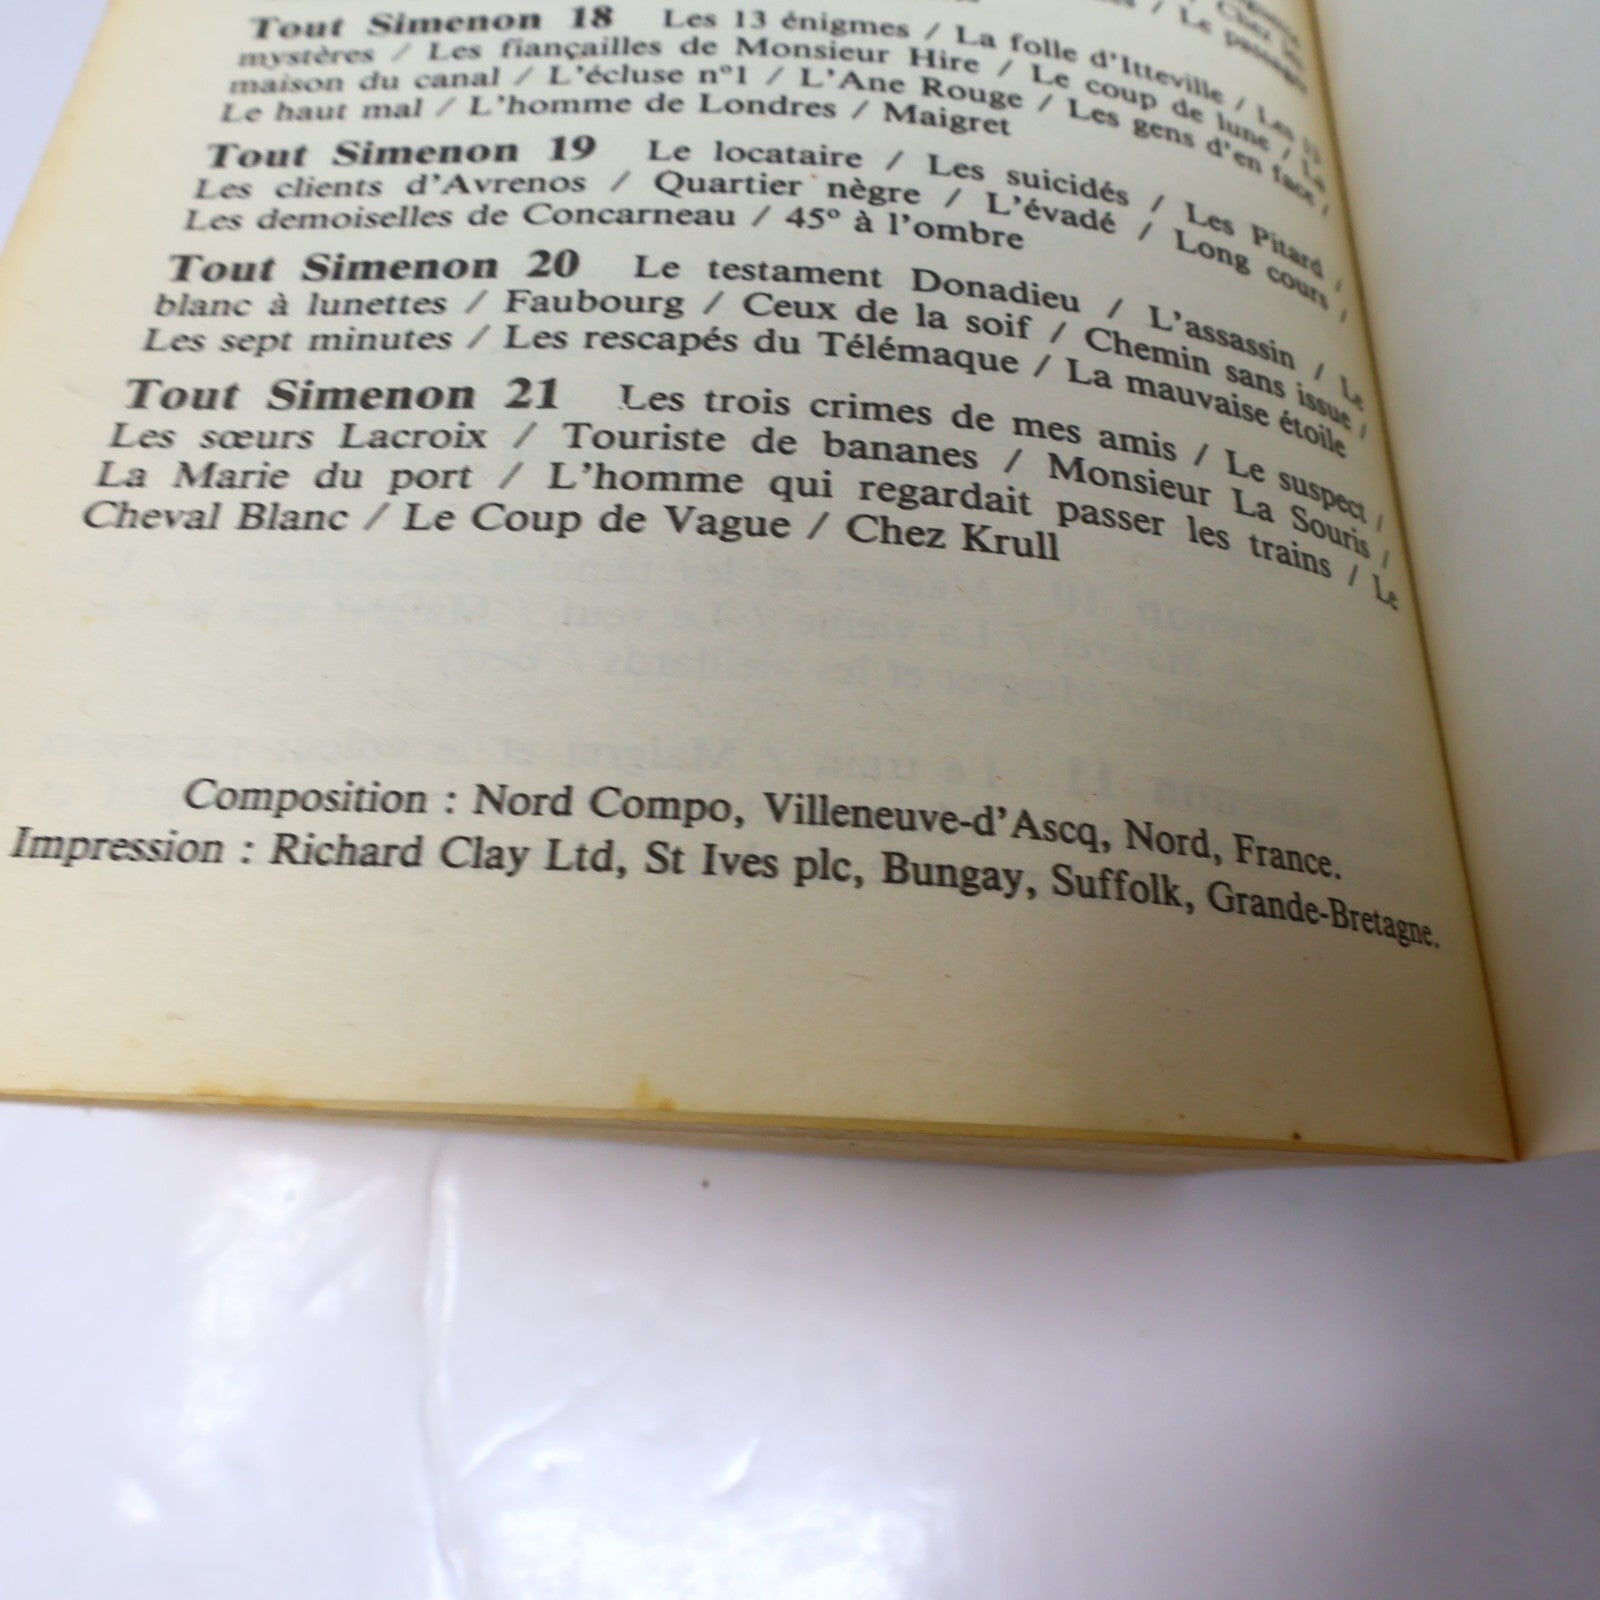 Chez
/ Le passager
Tout Simenon 18 Les 13 énigmes / La folle d'Itteville / Les 13
mystères / Les fiançailles de Monsieur Hire / Le coup de lune / La
maison du canal / L'écluse n°1 / L'Ane Rouge / Les gens d'en face /
Le haut mal / L'homme de Londres / Maigret
Tout Simenon 19 Le locataire / Les suicidés / Les Pitard /
Les clients d'Avrenos / Quartier nègre / L'évadé / Long cours /
Les demoiselles de Concarneau / 45° à l'ombre
Tout Simenon 20 Le testament Donadieu / L'assassin / Le
blanc à lunettes / Faubourg / Ceux de la soif / Chemin sans issue /
Les sept minutes / Les rescapés du Télémaque / La mauvaise étoile
Tout Simenon 21 Les trois crimes de mes amis / Le suspect /
Les sœurs Lacroix / Touriste de bananes / Monsieur La Souris /
La Marie du port / L'homme qui regardait passer les trains / Le
Cheval Blanc / Le Coup de Vague / Chez Krull
Composition : Nord Compo, Villeneuve-d'Ascq, Nord, France.
Impression : Richard Clay Ltd, St Ives plc, Bungay, Suffolk, Grande-Bretagne.